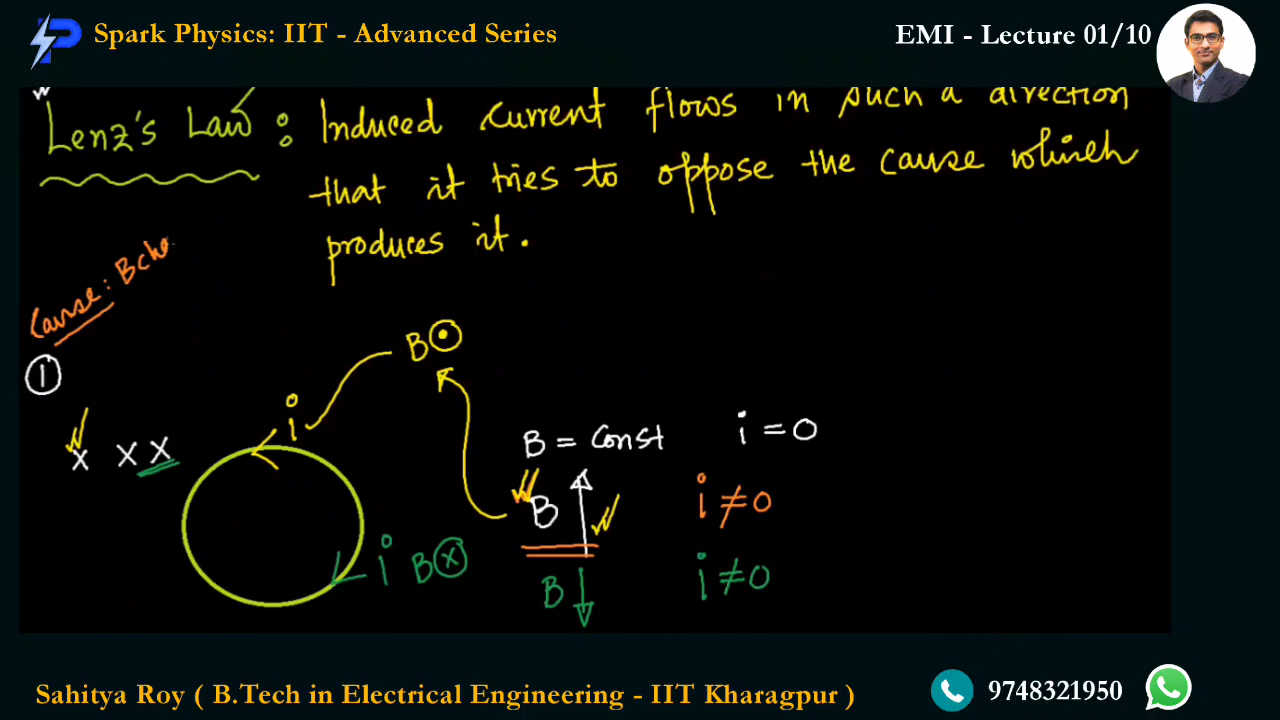 Spark Physics: IIT - Advanced Series
EMI - Lecture 01/10
Lenz's Law : Induced current flows in such a direction
that it tries to oppose the cause which
produces it.
Cause: B
①
B ⊙
i
x x x
B = Const i = 0
B ↑ i ≠ 0
i B ⊗
B ↓ i ≠ 0
Sahitya Roy ( B.Tech in Electrical Engineering - IIT Kharagpur )
9748321950